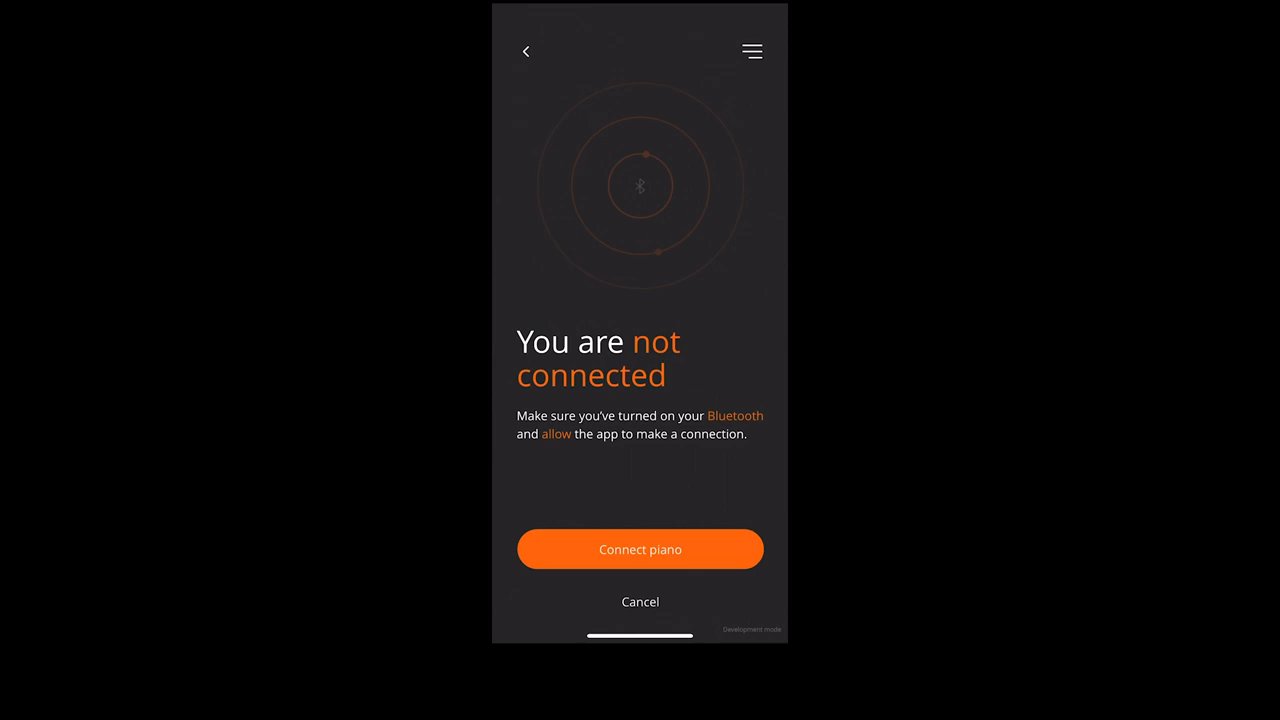 You are not
connected
Make sure you’ve turned on your Bluetooth
and allow the app to make a connection.
Connect piano
Cancel
Development mode